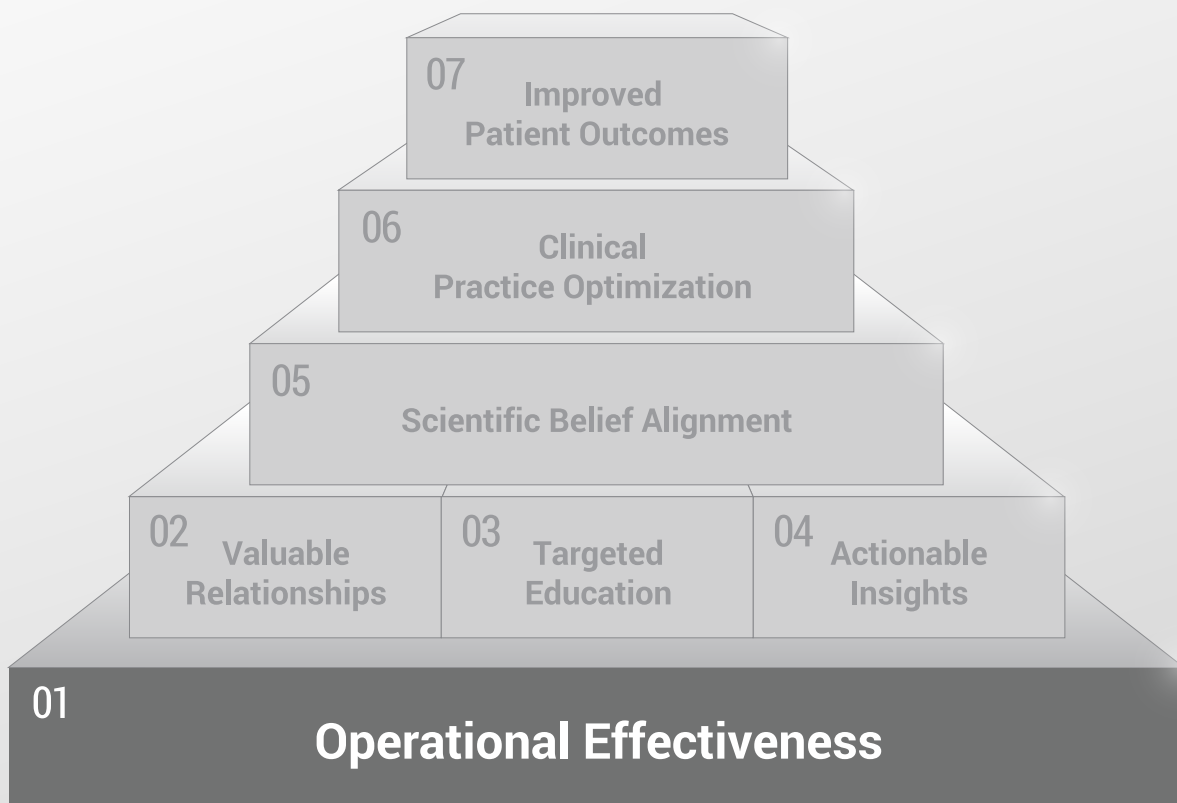 07
Improved
Patient Outcomes
06
Clinical
Practice Optimization
05
Scientific Belief Alignment
02
Valuable
Relationships
03
Targeted
Education
04
Actionable
Insights
01
Operational Effectiveness